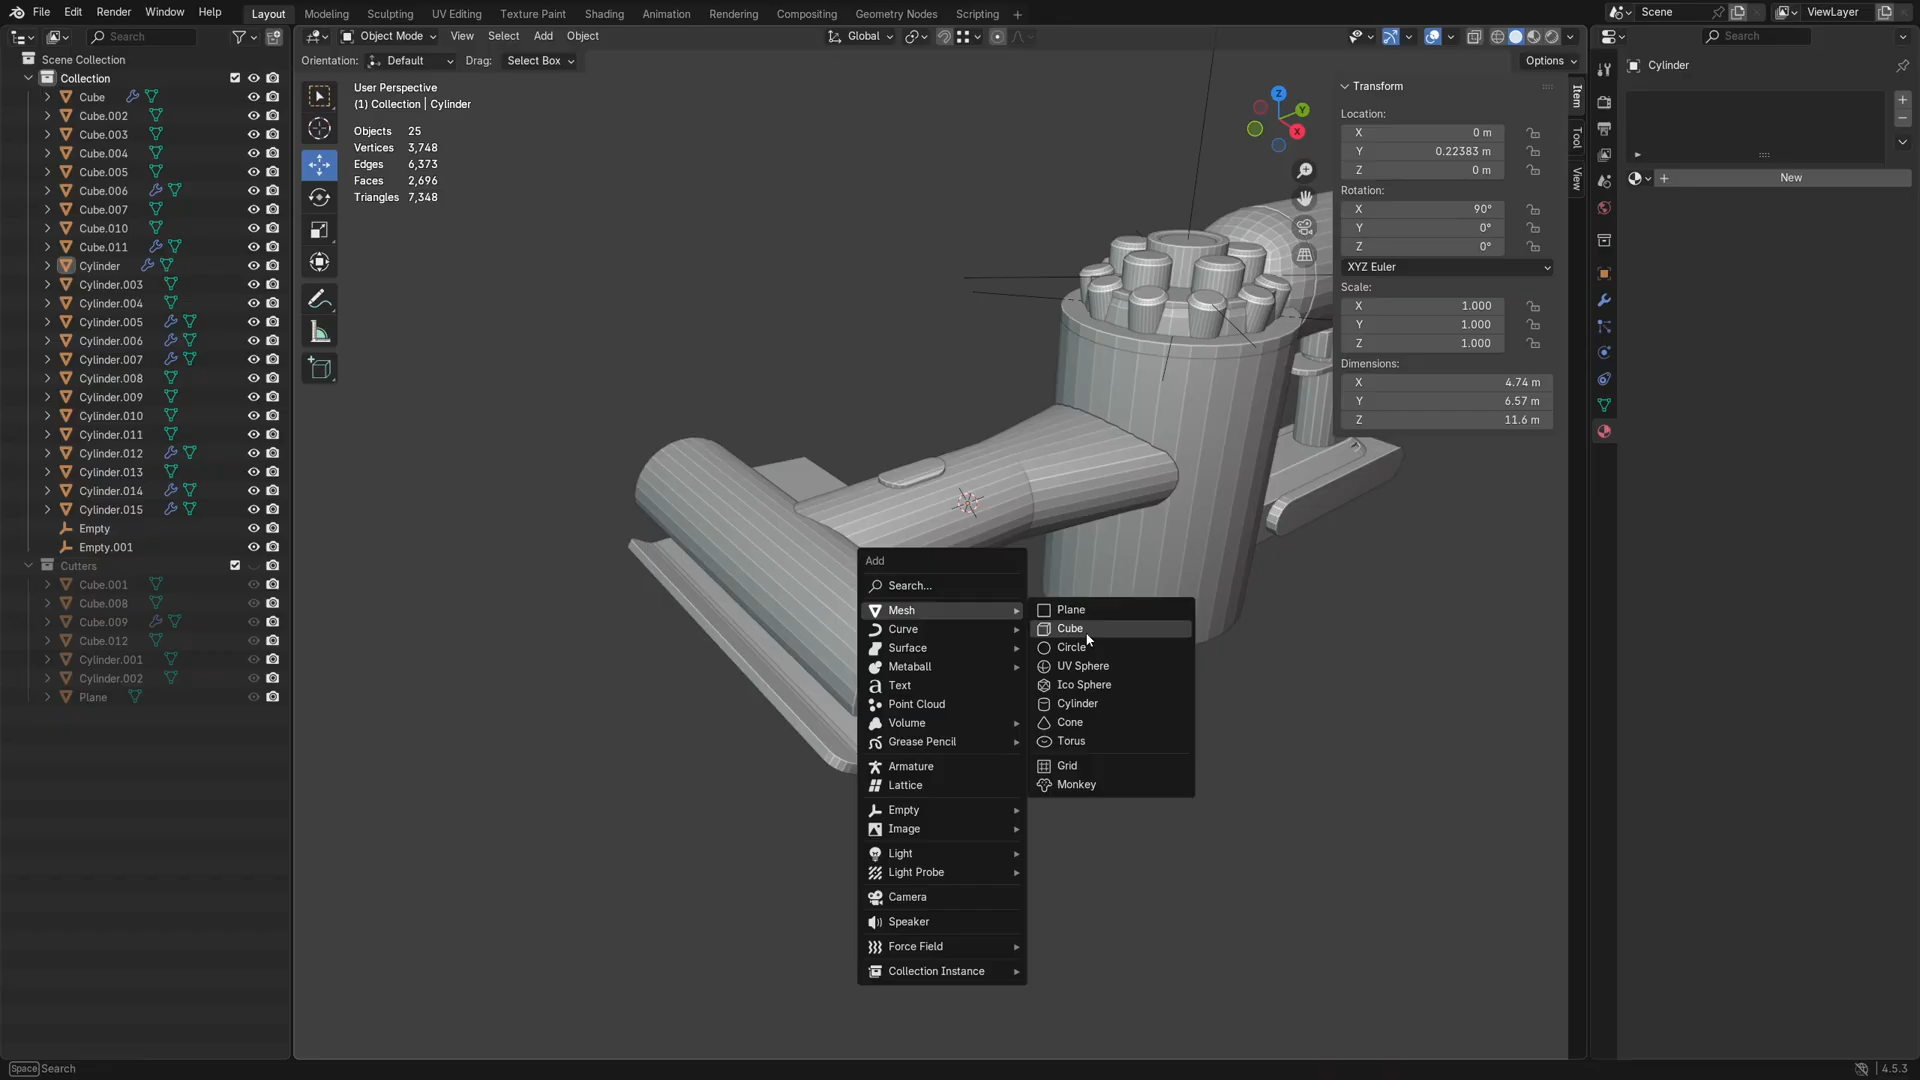 File Edit Render Window Help Layout Modeling Sculpting UV Editing Texture Paint Shading Animation Rendering Compositing Geometry Nodes Scripting + Scene ViewLayer
Search
Object Mode View Select Add Object Global
Search
Orientation: Default Drag: Select Box Options
Scene Collection
Collection
Cube
Cube.002
Cube.003
Cube.004
Cube.005
Cube.006
Cube.007
Cube.010
Cube.011
Cylinder
Cylinder.003
Cylinder.004
Cylinder.005
Cylinder.006
Cylinder.007
Cylinder.008
Cylinder.009
Cylinder.010
Cylinder.011
Cylinder.012
Cylinder.013
Cylinder.014
Cylinder.015
Empty
Empty.001
Cutters
Cube.001
Cube.008
Cube.009
Cube.012
Cylinder.001
Cylinder.002
Plane
User Perspective
(1) Collection | Cylinder
Objects 25
Vertices 3,748
Edges 6,373
Faces 2,696
Triangles 7,348
Z
Y
X
Transform
Location:
X 0 m
Y 0.22383 m
Z 0 m
Rotation:
X 90°
Y 0°
Z 0°
XYZ Euler
Scale:
X 1.000
Y 1.000
Z 1.000
Dimensions:
X 4.74 m
Y 6.57 m
Z 11.6 m
Item
Tool
View
Cylinder
New
Add
Search...
Mesh
Curve
Surface
Metaball
Text
Point Cloud
Volume
Grease Pencil
Armature
Lattice
Empty
Image
Light
Light Probe
Camera
Speaker
Force Field
Collection Instance
Plane
Cube
Circle
UV Sphere
Ico Sphere
Cylinder
Cone
Torus
Grid
Monkey
Space Search
4.5.3